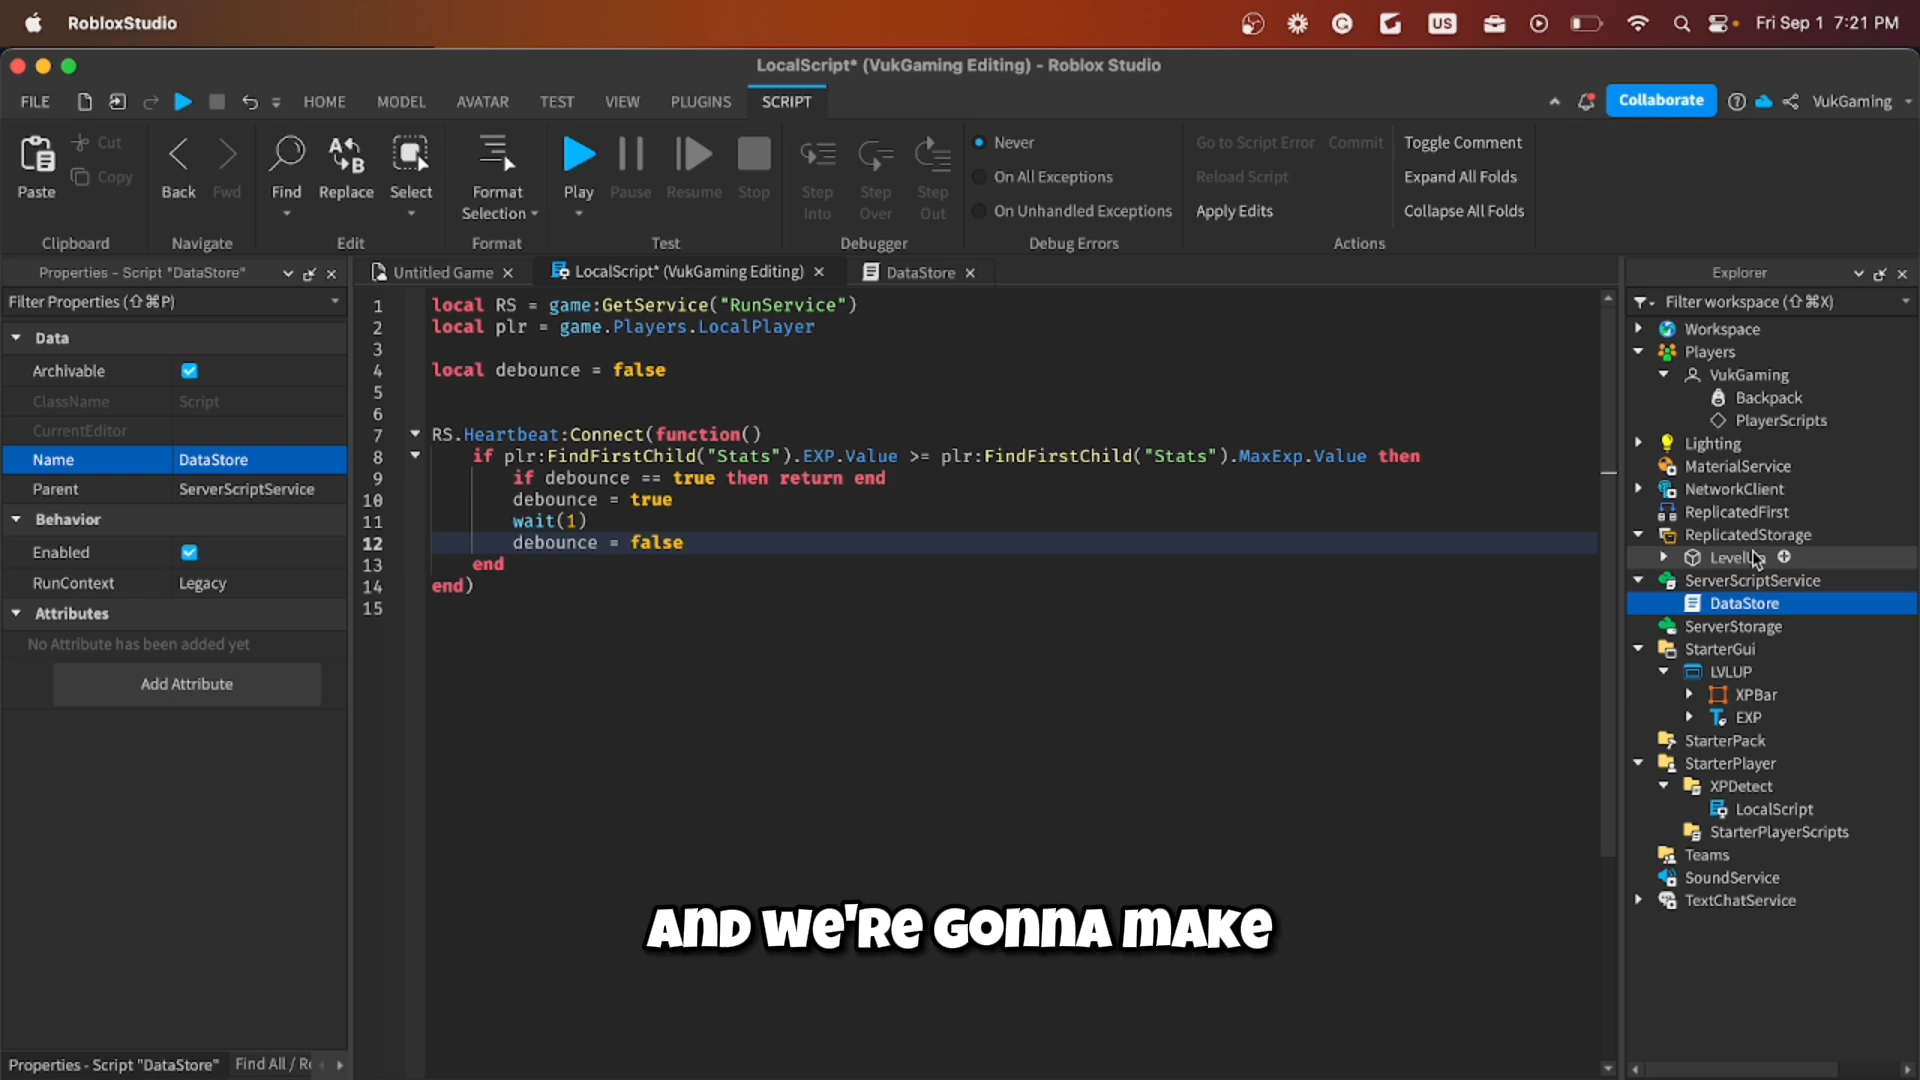 RobloxStudio
US
Fri Sep 1 7:21 PM
LocalScript* (VukGaming Editing) - Roblox Studio
FILE
HOME
MODEL
AVATAR
TEST
VIEW
PLUGINS
SCRIPT
Collaborate
VukGaming
Paste
Cut
Copy
Back
Fwd
Find
Replace
Select
Format
Selection
Play
Pause
Resume
Stop
Step
Into
Step
Over
Step
Out
Never
On All Exceptions
On Unhandled Exceptions
Go to Script Error
Commit
Reload Script
Apply Edits
Toggle Comment
Expand All Folds
Collapse All Folds
Clipboard
Navigate
Edit
Format
Test
Debugger
Debug Errors
Actions
Properties - Script "DataStore"
Filter Properties (⇧⌘P)
Data
Archivable
ClassName Script
CurrentEditor
Name DataStore
Parent ServerScriptService
Behavior
Enabled
RunContext Legacy
Attributes
No Attribute has been added yet
Add Attribute
Properties - Script "DataStore"
Find All / R
Untitled Game
LocalScript* (VukGaming Editing)
DataStore
1 local RS = game:GetService("RunService")
2 local plr = game.Players.LocalPlayer
3
4 local debounce = false
5
6
7 RS.Heartbeat:Connect(function()
8 if plr:FindFirstChild("Stats").EXP.Value >= plr:FindFirstChild("Stats").MaxExp.Value then
9 if debounce == true then return end
10 debounce = true
11 wait(1)
12 debounce = false
13 end
14 end)
15
AND WE'RE GONNA MAKE
Explorer
Filter workspace (⇧⌘X)
Workspace
Players
VukGaming
Backpack
PlayerScripts
Lighting
MaterialService
NetworkClient
ReplicatedFirst
ReplicatedStorage
ServerScriptService
DataStore
ServerStorage
StarterGui
LVLUP
XPBar
EXP
StarterPack
StarterPlayer
XPDetect
LocalScript
StarterPlayerScripts
Teams
SoundService
TextChatService